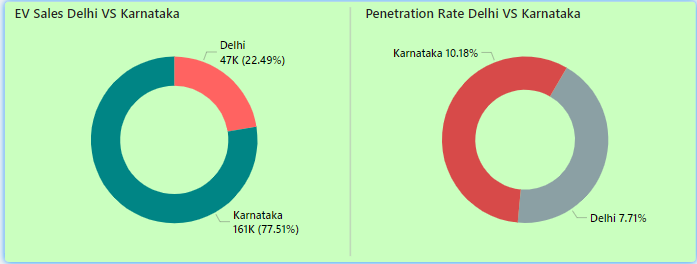 EV Sales Delhi VS Karnataka
Delhi
47K (22.49%)
Karnataka
161K (77.51%)
Penetration Rate Delhi VS Karnataka
Karnataka 10.18%
Delhi 7.71%